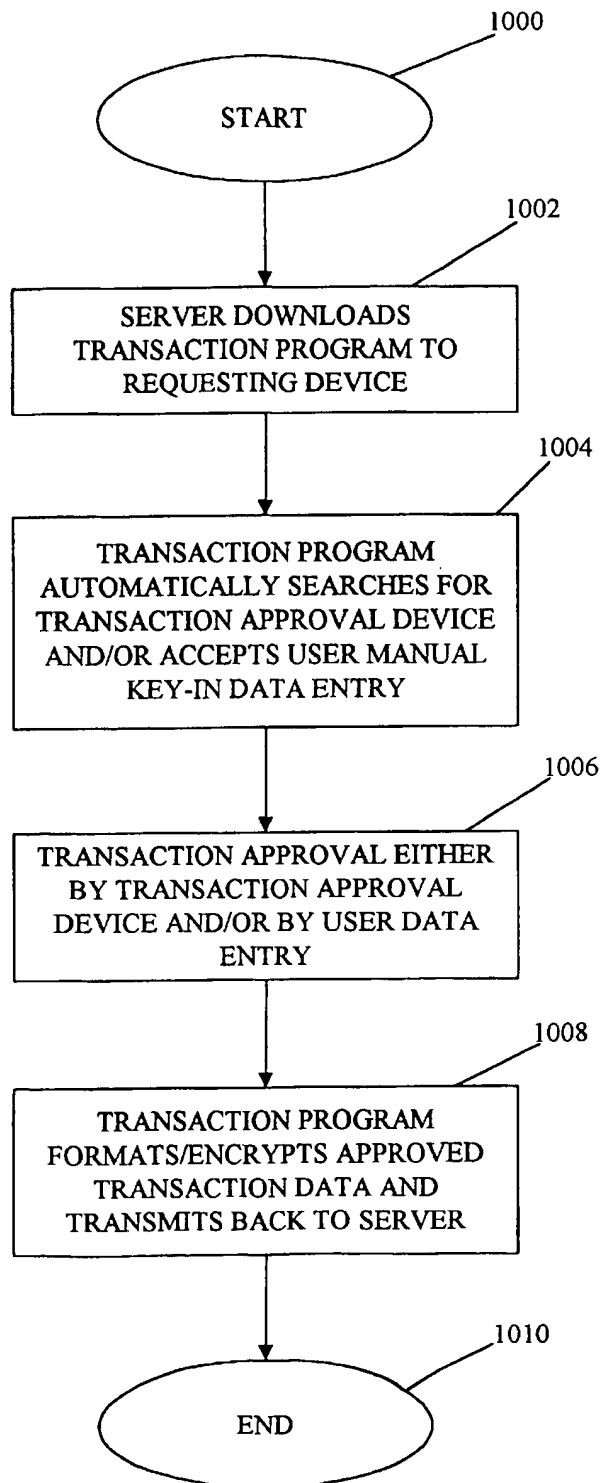 1000
START
1002
SERVER DOWNLOADS
TRANSACTION PROGRAM TO
REQUESTING DEVICE
1004
TRANSACTION PROGRAM
AUTOMATICALLY SEARCHES FOR
TRANSACTION APPROVAL DEVICE
AND/OR ACCEPTS USER MANUAL
KEY-IN DATA ENTRY
1006
TRANSACTION APPROVAL EITHER
BY TRANSACTION APPROVAL
DEVICE AND/OR BY USER DATA
ENTRY
1008
TRANSACTION PROGRAM
FORMATS/ENCRYPTS APPROVED
TRANSACTION DATA AND
TRANSMITS BACK TO SERVER
1010
END